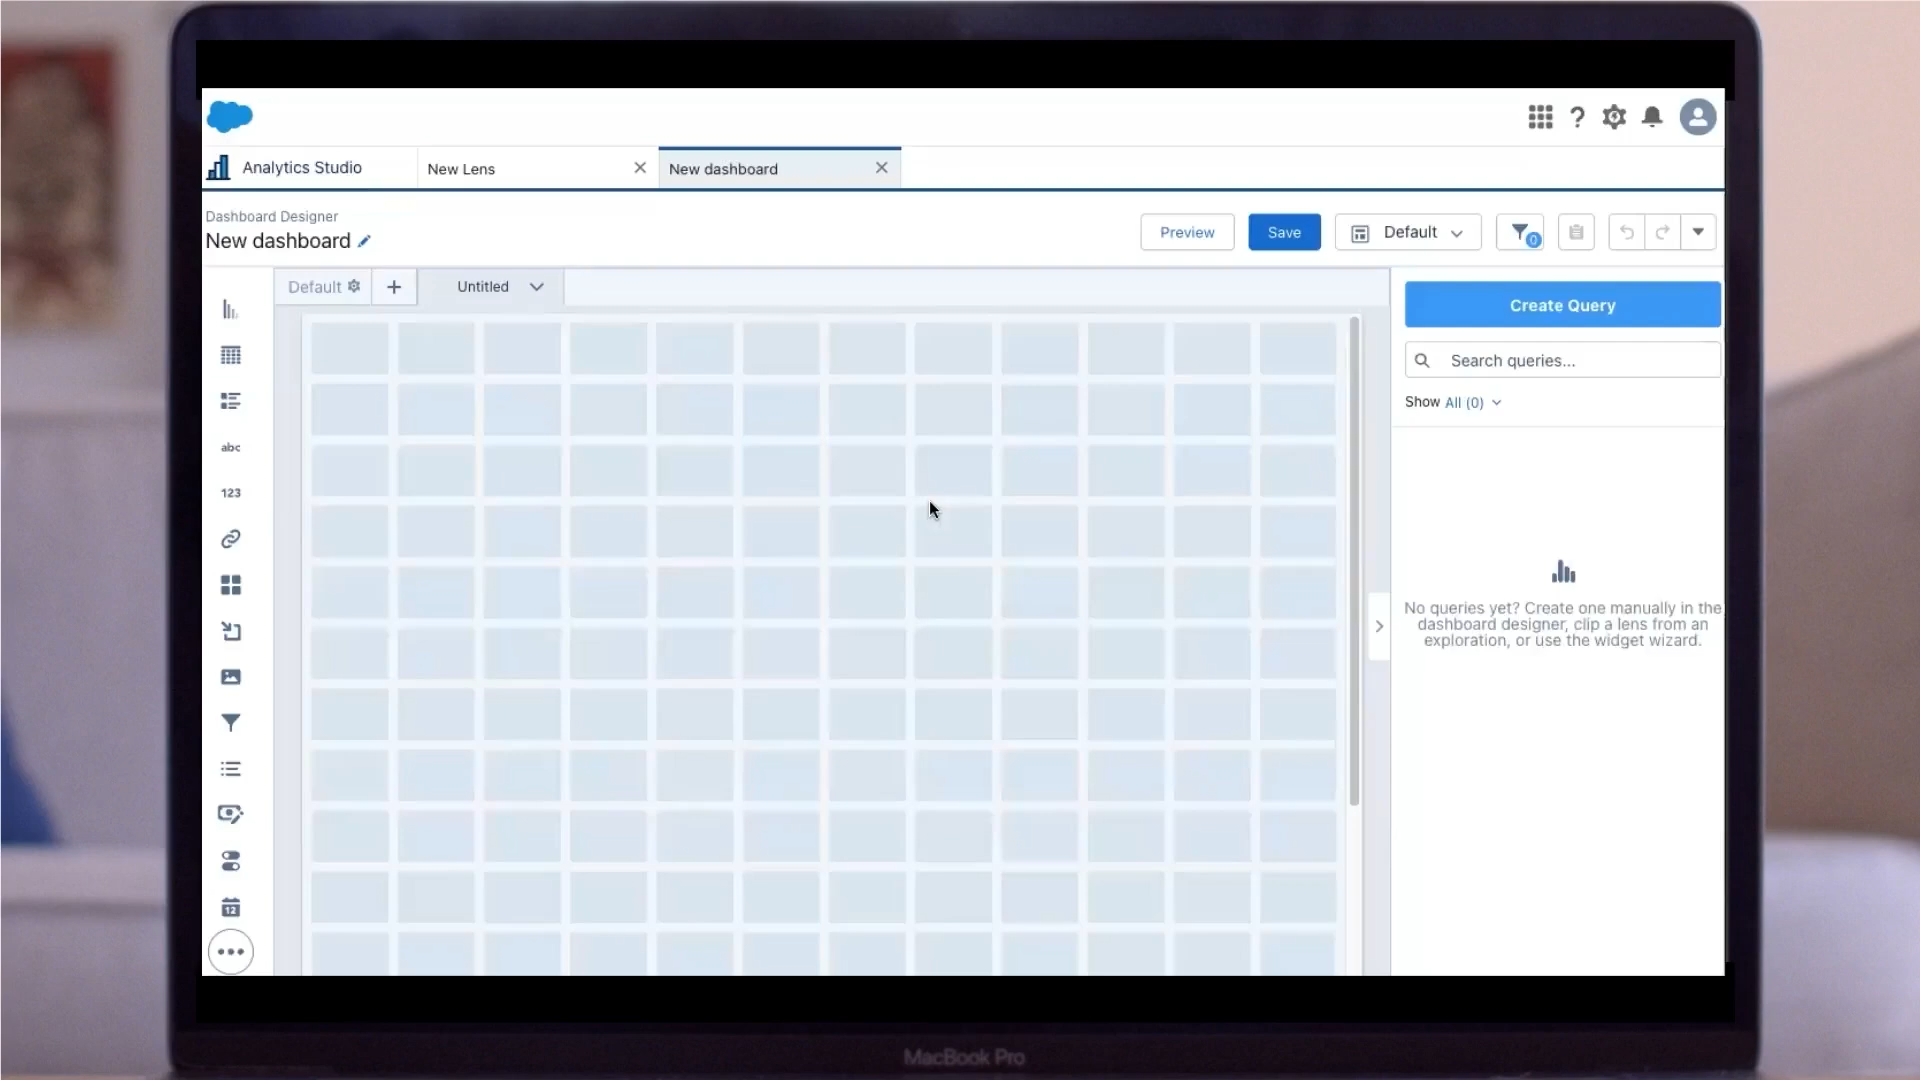 Analytics Studio
New Lens
New dashboard
Dashboard Designer
New dashboard
Preview
Save
Default
0
Default
Untitled
Create Query
Search queries...
Show All (0)
abc
123
No queries yet? Create one manually in the
dashboard designer, clip a lens from an
exploration, or use the widget wizard.
12
MacBook Pro